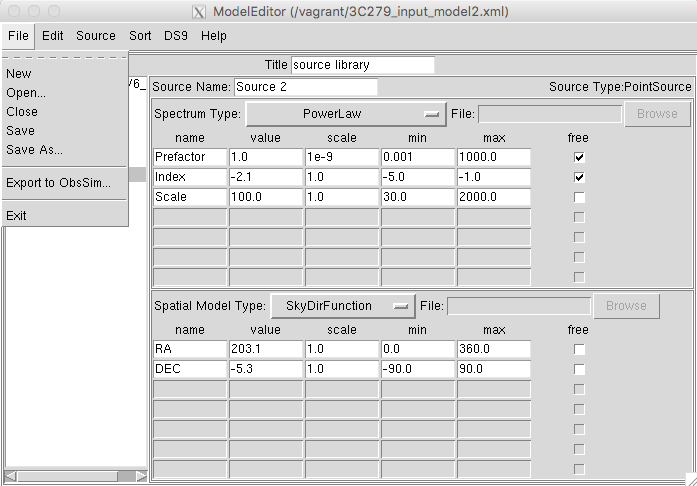 ModelEditor (/vagrant/3C279_input_model2.xml)
File Edit Source Sort DS9 Help
New
Open...
Close
Save
Save As...
Export to ObsSim...
Exit
Title source library
Source Name: Source 2 Source Type:PointSource
Spectrum Type: PowerLaw File: Browse
name value scale min max free
Prefactor 1.0 1e-9 0.001 1000.0
Index -2.1 1.0 -5.0 -1.0
Scale 100.0 1.0 30.0 2000.0
Spatial Model Type: SkyDirFunction File: Browse
name value scale min max free
RA 203.1 1.0 0.0 360.0
DEC -5.3 1.0 -90.0 90.0